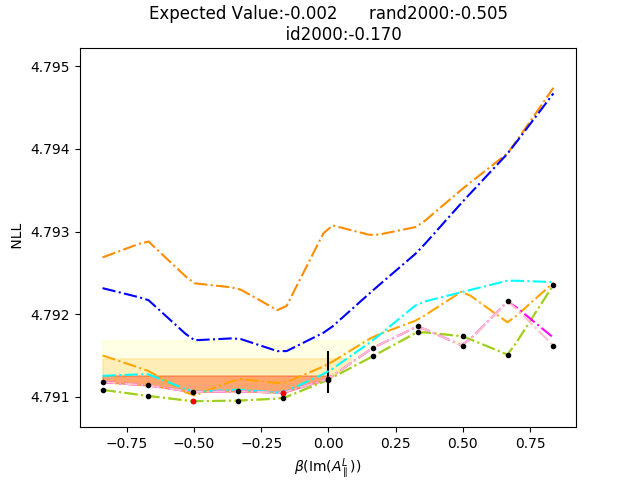 Expected Value:-0.002 rand2000:-0.505
id2000:-0.170
4.795
4.794
4.793
4.792
4.791
NLL
−0.75 −0.50 −0.25 0.00 0.25 0.50 0.75
β(Im(A∥ᴸ))